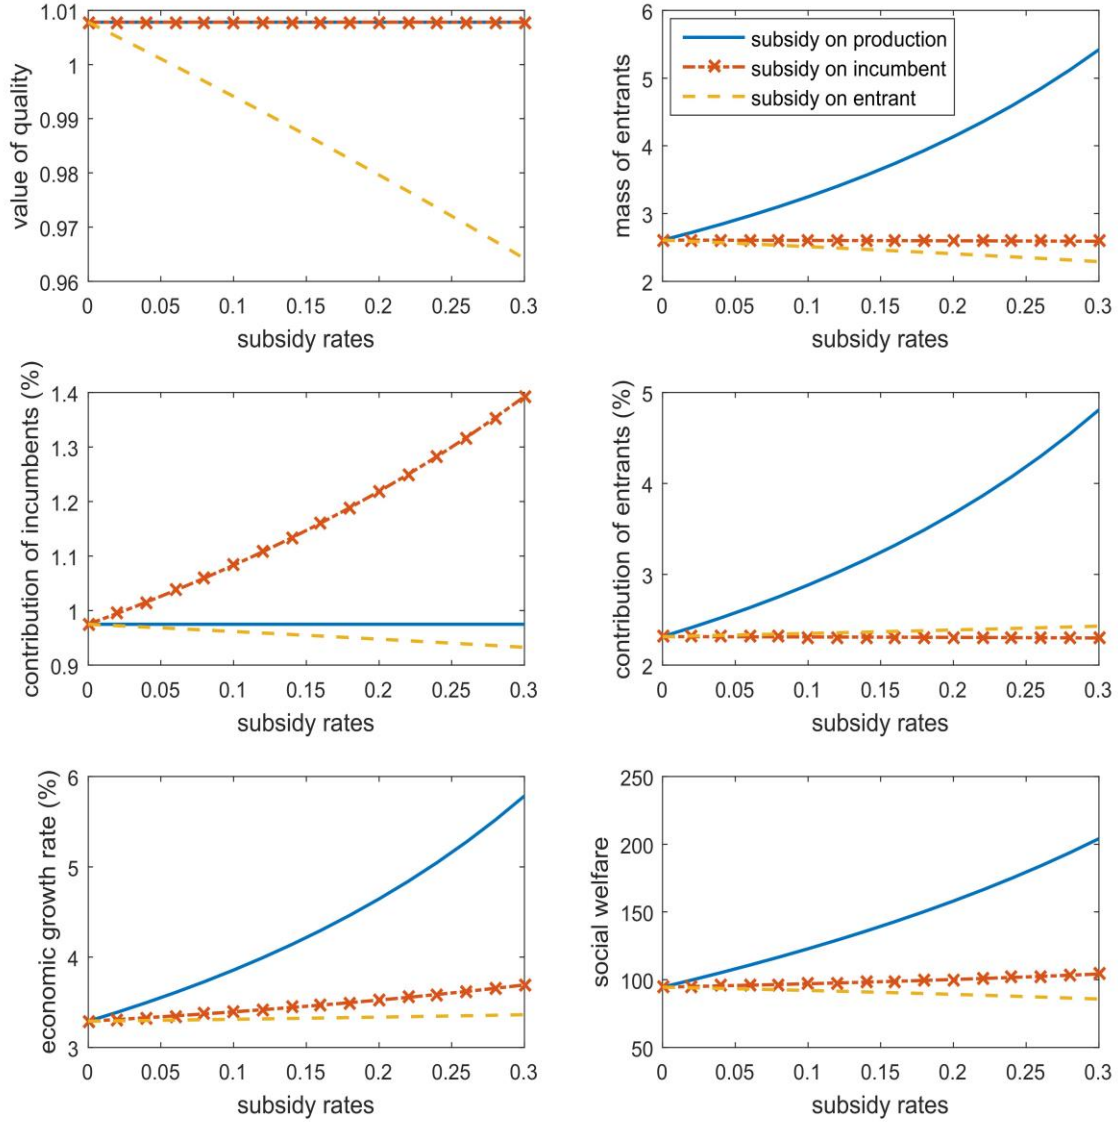 value of quality
1.01
1
0.99
0.98
0.97
0.96
0 0.05 0.1 0.15 0.2 0.25 0.3
subsidy rates
mass of entrants
6
5
4
3
2
subsidy on production
subsidy on incumbent
subsidy on entrant
0 0.05 0.1 0.15 0.2 0.25 0.3
subsidy rates
contribution of incumbents (%)
1.4
1.3
1.2
1.1
1
0.9
0 0.05 0.1 0.15 0.2 0.25 0.3
subsidy rates
contribution of entrants (%)
5
4
3
2
0 0.05 0.1 0.15 0.2 0.25 0.3
subsidy rates
economic growth rate (%)
6
5
4
3
0 0.05 0.1 0.15 0.2 0.25 0.3
subsidy rates
social welfare
250
200
150
100
50
0 0.05 0.1 0.15 0.2 0.25 0.3
subsidy rates